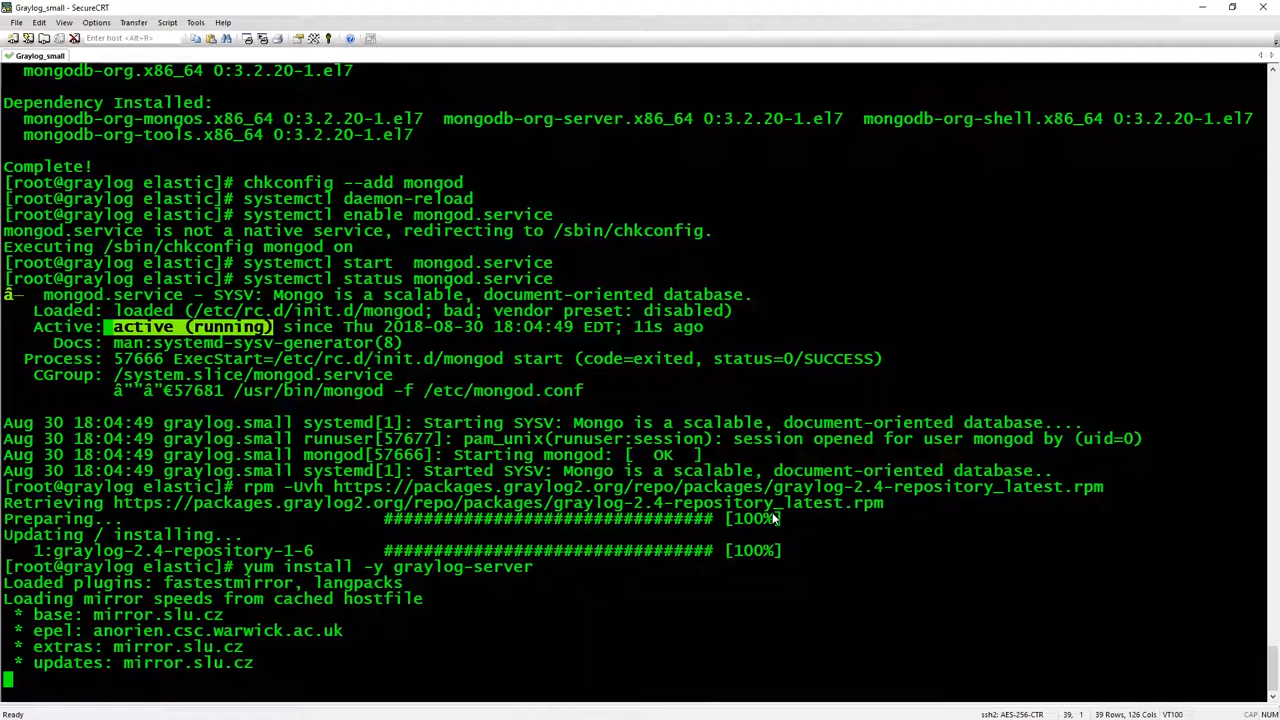 Graylog_small - SecureCRT
File Edit View Options Transfer Script Tools Help
Enter host <Alt+R>
Graylog_small
mongodb-org.x86_64 0:3.2.20-1.el7
Dependency Installed:
mongodb-org-mongos.x86_64 0:3.2.20-1.el7 mongodb-org-server.x86_64 0:3.2.20-1.el7 mongodb-org-shell.x86_64 0:3.2.20-1.el7
mongodb-org-tools.x86_64 0:3.2.20-1.el7
Complete!
[root@graylog elastic]# chkconfig --add mongod
[root@graylog elastic]# systemctl daemon-reload
[root@graylog elastic]# systemctl enable mongod.service
mongod.service is not a native service, redirecting to /sbin/chkconfig.
Executing /sbin/chkconfig mongod on
[root@graylog elastic]# systemctl start  mongod.service
[root@graylog elastic]# systemctl status mongod.service
â— mongod.service - SYSV: Mongo is a scalable, document-oriented database.
Loaded: loaded (/etc/rc.d/init.d/mongod; bad; vendor preset: disabled)
Active: active (running) since Thu 2018-08-30 18:04:49 EDT; 11s ago
Docs: man:systemd-sysv-generator(8)
Process: 57666 ExecStart=/etc/rc.d/init.d/mongod start (code=exited, status=0/SUCCESS)
CGroup: /system.slice/mongod.service
â""â"€57681 /usr/bin/mongod -f /etc/mongod.conf
Aug 30 18:04:49 graylog.small systemd[1]: Starting SYSV: Mongo is a scalable, document-oriented database....
Aug 30 18:04:49 graylog.small runuser[57677]: pam_unix(runuser:session): session opened for user mongod by (uid=0)
Aug 30 18:04:49 graylog.small mongod[57666]: Starting mongod: [  OK  ]
Aug 30 18:04:49 graylog.small systemd[1]: Started SYSV: Mongo is a scalable, document-oriented database..
[root@graylog elastic]# rpm -Uvh https://packages.graylog2.org/repo/packages/graylog-2.4-repository_latest.rpm
Retrieving https://packages.graylog2.org/repo/packages/graylog-2.4-repository_latest.rpm
Preparing... ################################# [100%]
Updating / installing...
1:graylog-2.4-repository-1-6 ################################# [100%]
[root@graylog elastic]# yum install -y graylog-server
Loaded plugins: fastestmirror, langpacks
Loading mirror speeds from cached hostfile
* base: mirror.slu.cz
* epel: anorien.csc.warwick.ac.uk
* extras: mirror.slu.cz
* updates: mirror.slu.cz
Ready ssh2: AES-256-CTR 39, 1 39 Rows, 126 Cols VT100 CAP NUM